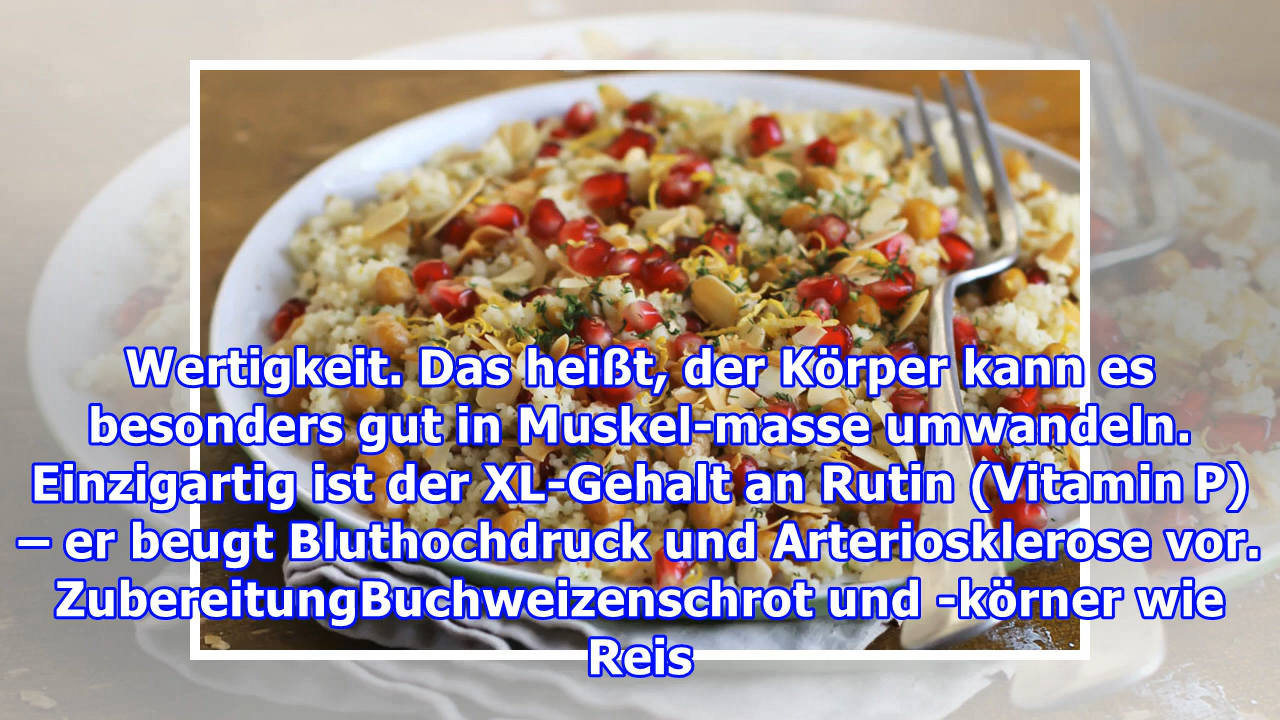 Wertigkeit. Das heißt, der Körper kann es
besonders gut in Muskel-masse umwandeln.
Einzigartig ist der XL-Gehalt an Rutin (Vitamin P)
– er beugt Bluthochdruck und Arteriosklerose vor.
ZubereitungBuchweizenschrot und -körner wie
Reis